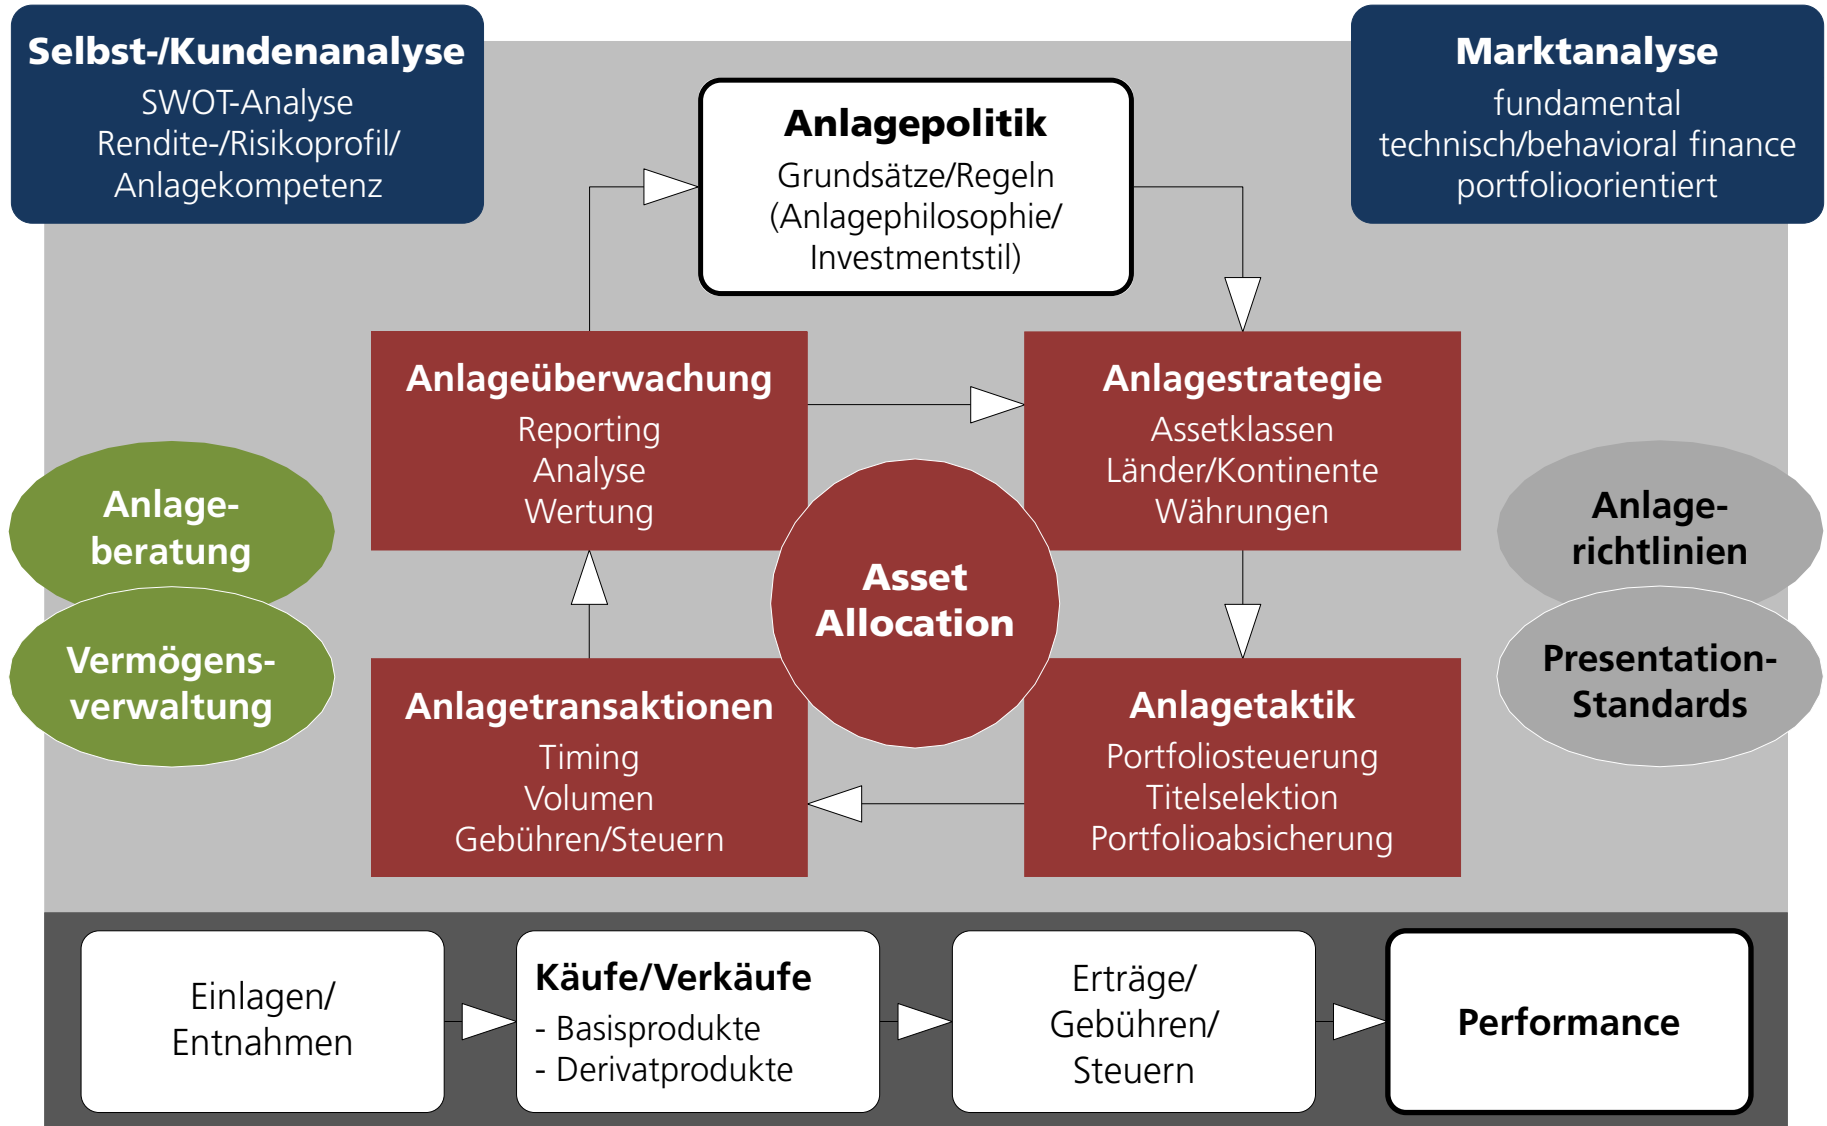 Selbst-/Kundenanalyse
SWOT-Analyse
Rendite-/Risikoprofil/
Anlagekompetenz
Marktanalyse
fundamental
technisch/behavioral finance
portfolioorientiert
Anlagepolitik
Grundsätze/Regeln
(Anlagephilosophie/
Investmentstil)
Anlageüberwachung
Reporting
Analyse
Wertung
Anlagestrategie
Assetklassen
Länder/Kontinente
Währungen
Anlage-
beratung
Vermögens-
verwaltung
Asset
Allocation
Anlage-
richtlinien
Presentation-
Standards
Anlagetransaktionen
Timing
Volumen
Gebühren/Steuern
Anlagetaktik
Portfoliosteuerung
Titelselektion
Portfolioabsicherung
Einlagen/
Entnahmen
Käufe/Verkäufe
- Basisprodukte
- Derivatprodukte
Erträge/
Gebühren/
Steuern
Performance